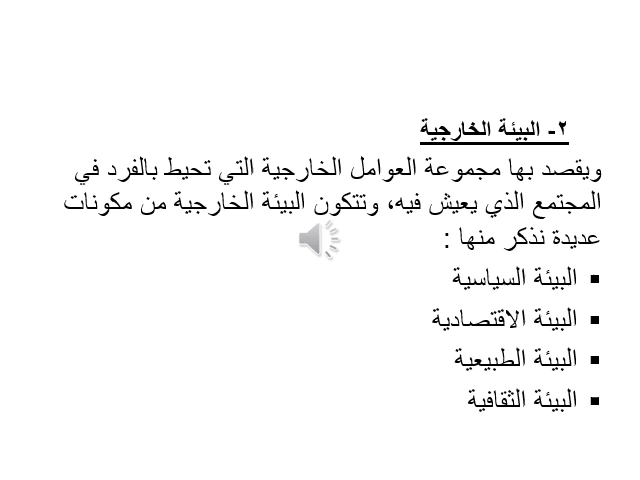 ٢- البيئة الخارجية
ويقصد بها مجموعة العوامل الخارجية التي تحيط بالفرد في
المجتمع الذي يعيش فيه، وتتكون البيئة الخارجية من مكونات
عديدة نذكر منها :
▪ البيئة السياسية
▪ البيئة الاقتصادية
▪ البيئة الطبيعية
▪ البيئة الثقافية